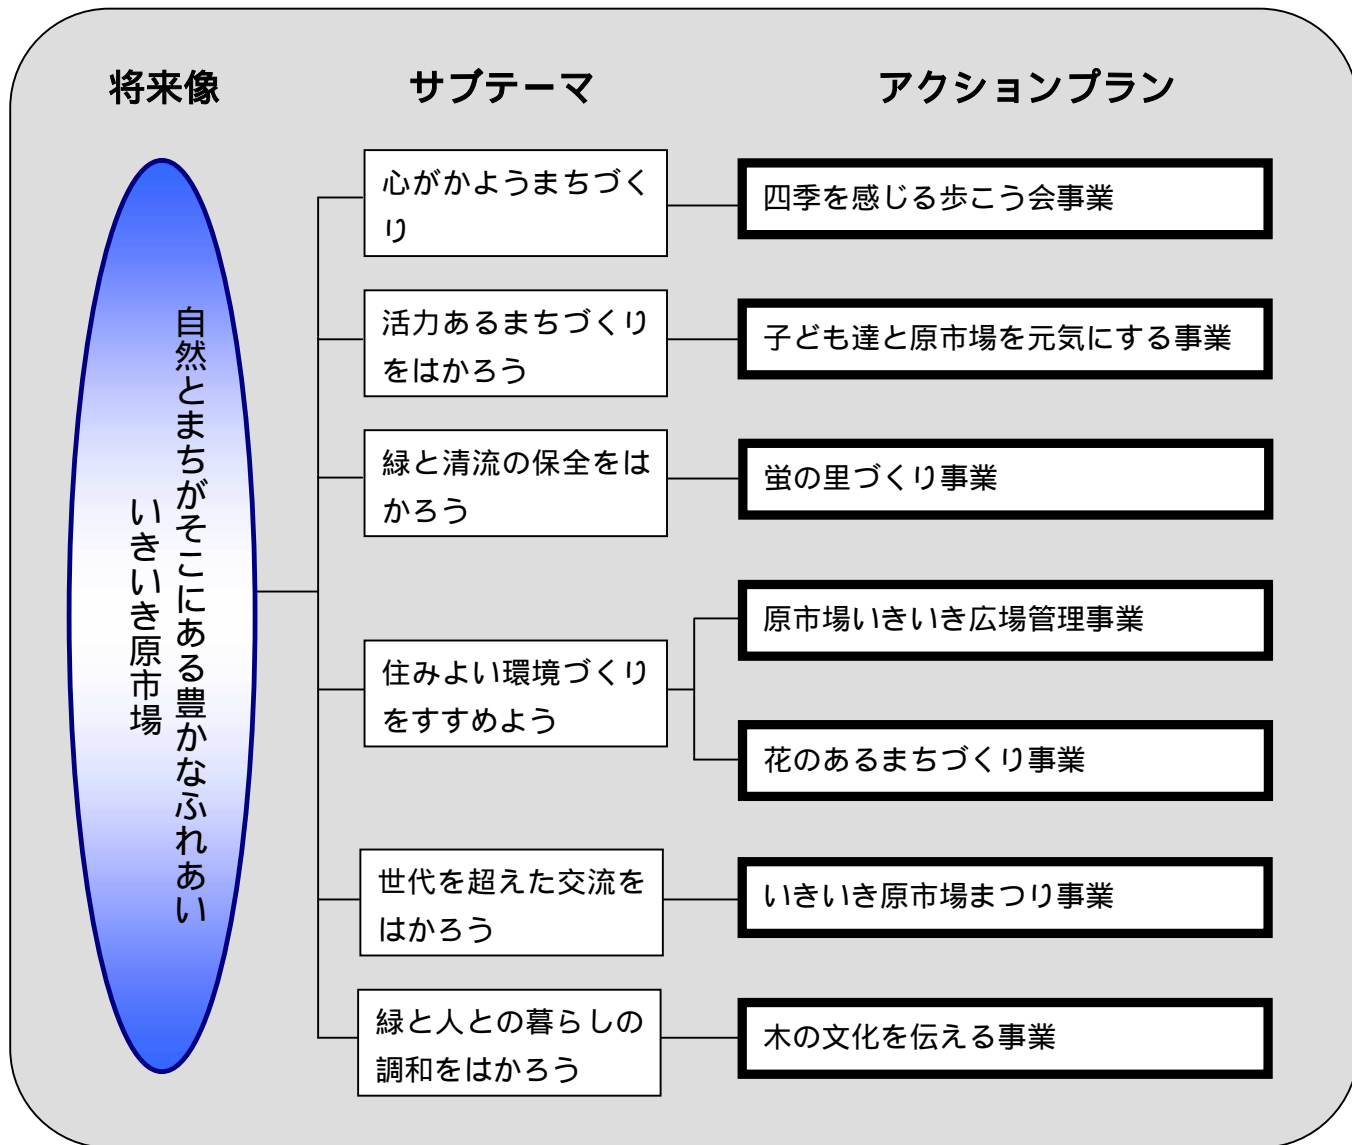 将来像
サブテーマ
アクションプラン
自然とまちがそこにある豊かなふれあい
いきいき原市場
心がかようまちづく
り
四季を感じる歩こう会事業
活力あるまちづくり
をはかろう
子ども達と原市場を元気にする事業
緑と清流の保全をは
かろう
蛍の里づくり事業
住みよい環境づくり
をすすめよう
原市場いきいき広場管理事業
花のあるまちづくり事業
世代を超えた交流を
はかろう
いきいき原市場まつり事業
緑と人との暮らしの
調和をはかろう
木の文化を伝える事業